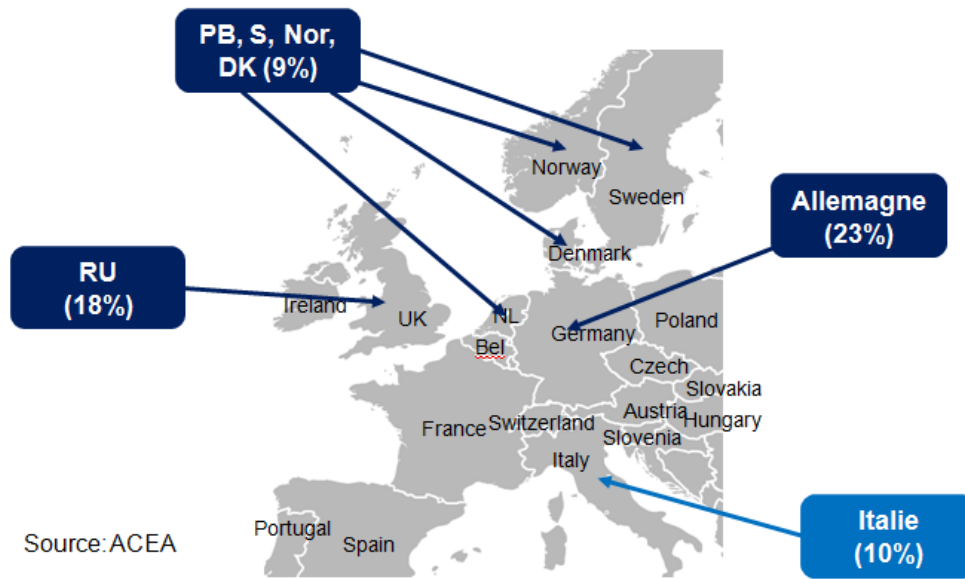 PB, S, Nor,
DK (9%)
Norway
Sweden
Allemagne
(23%)
Denmark
RU
(18%)
Ireland
UK
NL
Germany
Poland
Bel
Czech
Slovakia
Austria
Hungary
France
Switzerland
Slovenia
Italy
Italie
(10%)
Portugal
Spain
Source: ACEA